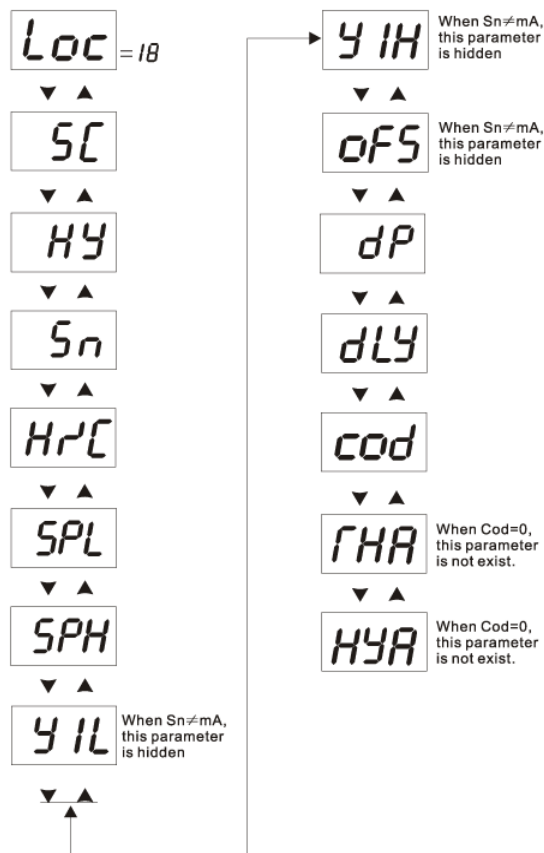 Loc =18
SC
HY
Sn
Hr/C
SPL
SPH
YIL
When Sn≠mA,
this parameter
is hidden
YIH
When Sn≠mA,
this parameter
is hidden
oFS
When Sn≠mA,
this parameter
is hidden
dP
dLY
cod
THA
When Cod=0,
this parameter
is not exist.
HYA
When Cod=0,
this parameter
is not exist.